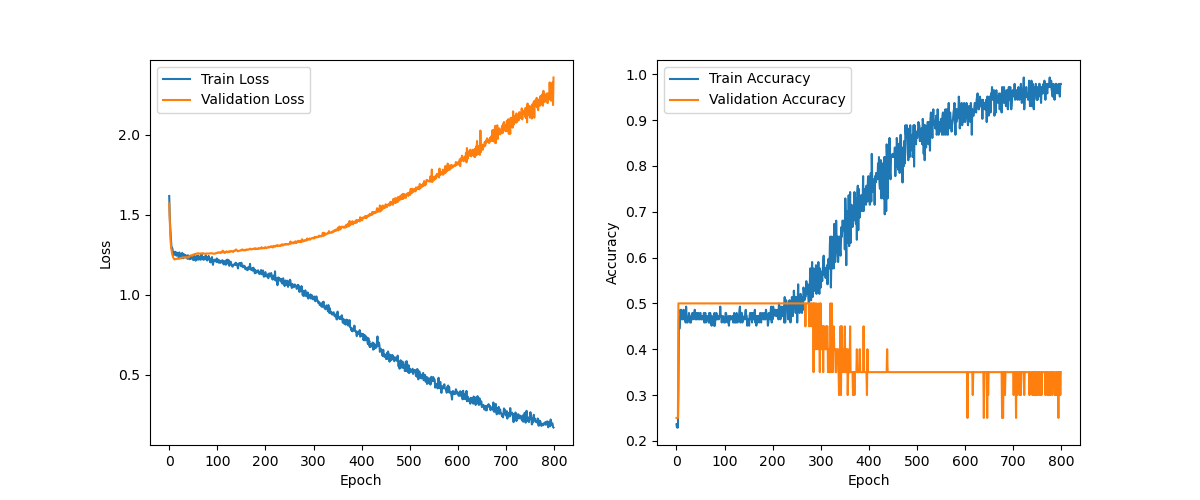 Train Loss
Validation Loss
2.0
1.5
1.0
0.5
Loss
0 100 200 300 400 500 600 700 800
Epoch
Train Accuracy
Validation Accuracy
1.0
0.9
0.8
0.7
0.6
0.5
0.4
0.3
0.2
Accuracy
0 100 200 300 400 500 600 700 800
Epoch